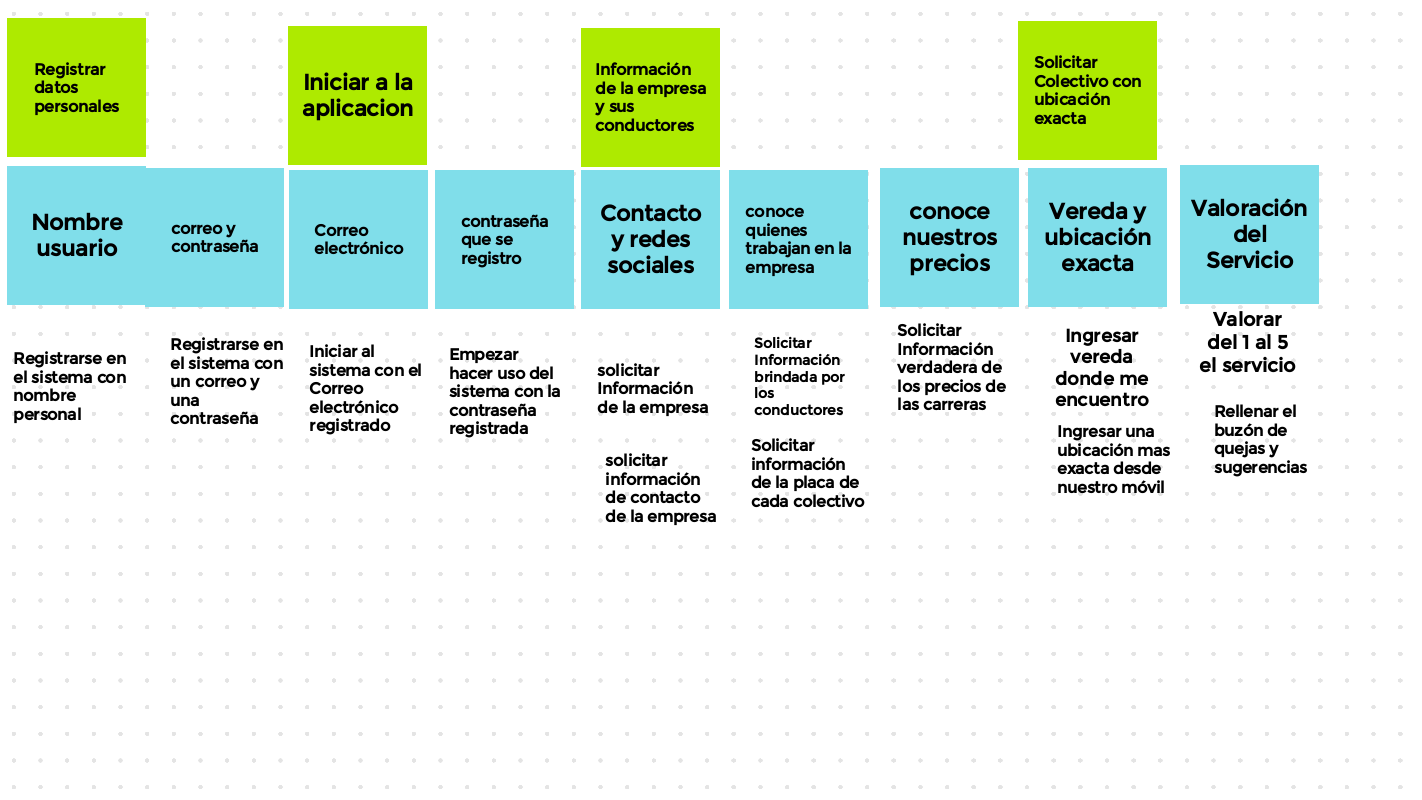 Registrar
datos
personales
Iniciar a la
aplicacion
Información
de la empresa
y sus
conductores
Solicitar
Colectivo con
ubicación
exacta
Nombre
usuario
correo y
contraseña
Correo
electrónico
contraseña
que se
registro
Contacto
y redes
sociales
conoce
quienes
trabajan en la
empresa
conoce
nuestros
precios
Vereda y
ubicación
exacta
Valoración
del
Servicio
Registrarse en
el sistema con
nombre
personal
Registrarse en
el sistema con
un correo y
una
contraseña
Iniciar al
sistema con el
Correo
electrónico
registrado
Empezar
hacer uso del
sistema con la
contraseña
registrada
solicitar
Información
de la empresa
solicitar
información
de contacto
de la empresa
Solicitar
Información
brindada por
los
conductores
Solicitar
información
de la placa de
cada colectivo
Solicitar
Información
verdadera de
los precios de
las carreras
Ingresar
vereda
donde me
encuentro
Ingresar una
ubicación mas
exacta desde
nuestro móvil
Valorar
del 1 al 5
el servicio
Rellenar el
buzón de
quejas y
sugerencias